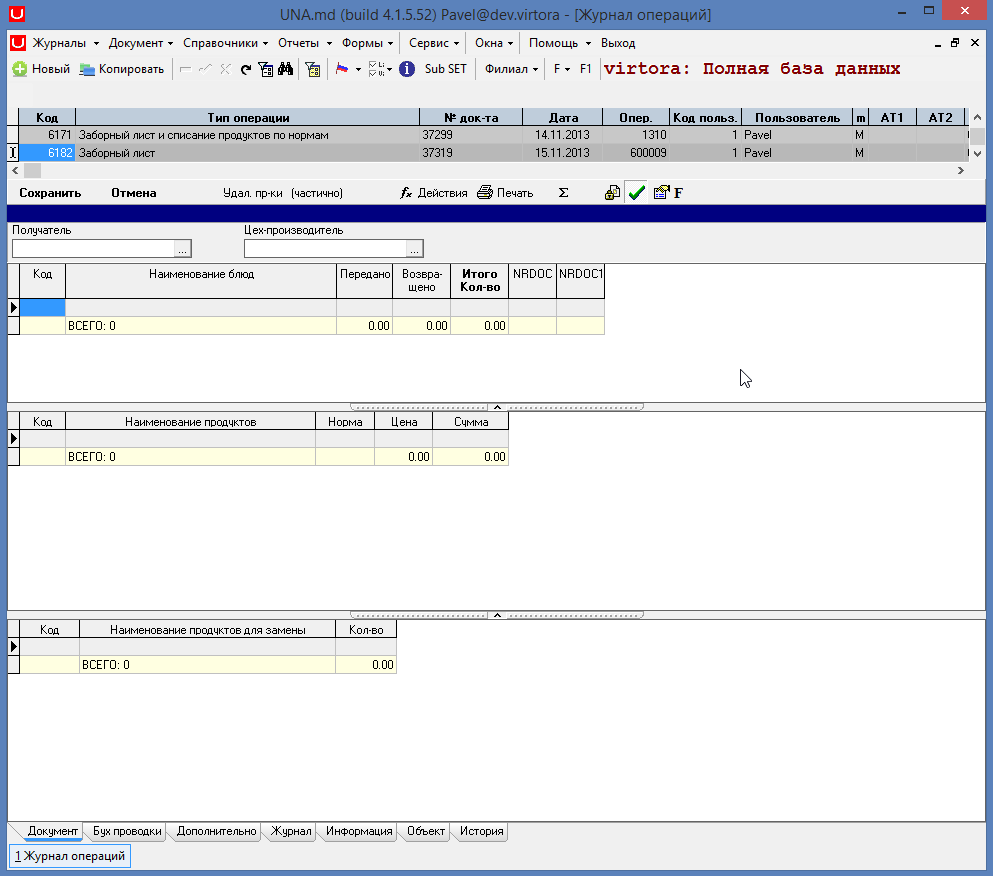 UNA.md (build 4.1.5.52) Pavel@dev.virtora - [Журнал операций]
Журналы Документ Справочники Отчеты Формы Сервис Окна Помощь Выход
Новый Копировать Sub SET Филиал F F1 virtora: Полная база данных
Код Тип операции № док-та Дата Опер. Код польз. Пользователь m AT1 AT2
6171 Заборный лист и списание продуктов по нормам 37299 14.11.2013 1310 1 Pavel M
6182 Заборный лист 37319 15.11.2013 600009 1 Pavel M
Сохранить Отмена Удал. пр-ки (частично) fx Действия Печать Σ F
Получатель Цех-производитель
... ...
Код Наименование блюд Передано Возвра- Итого NRDOC NRDOC1
щено Кол-во
ВСЕГО: 0 0.00 0.00 0.00
Код Наименование продуктов Норма Цена Сумма
ВСЕГО: 0 0.00 0.00
Код Наименование продуктов для замены Кол-во
ВСЕГО: 0 0.00
Документ Бух проводки Дополнительно Журнал Информация Объект История
1 Журнал операций